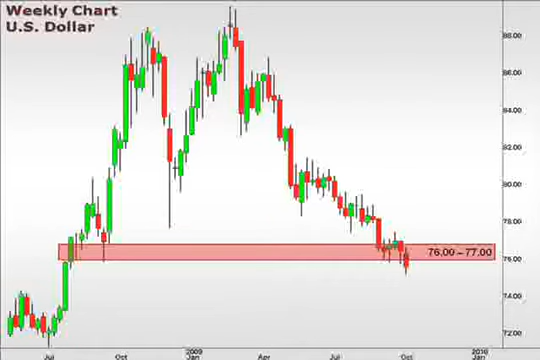 Weekly Chart
U.S. Dollar
88.00
86.00
84.00
82.00
80.00
78.00
76.00 – 77.00
76.00
74.00
72.00
Jul
Oct
2009
Jan
Apr
Jul
Oct
2010
Jan